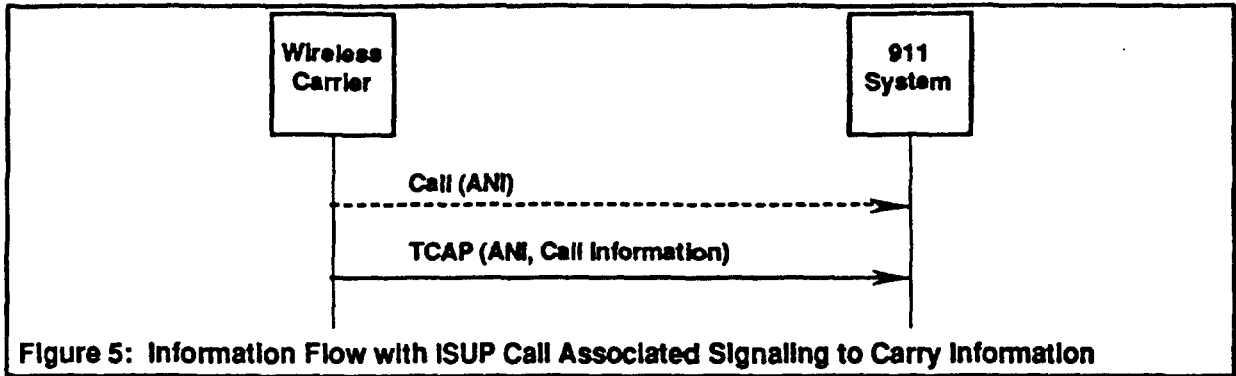 Wireless
Carrier
911
System
Call (ANI)
TCAP (ANI, Call Information)
Figure 5: Information Flow with ISUP Call Associated Signaling to Carry Information